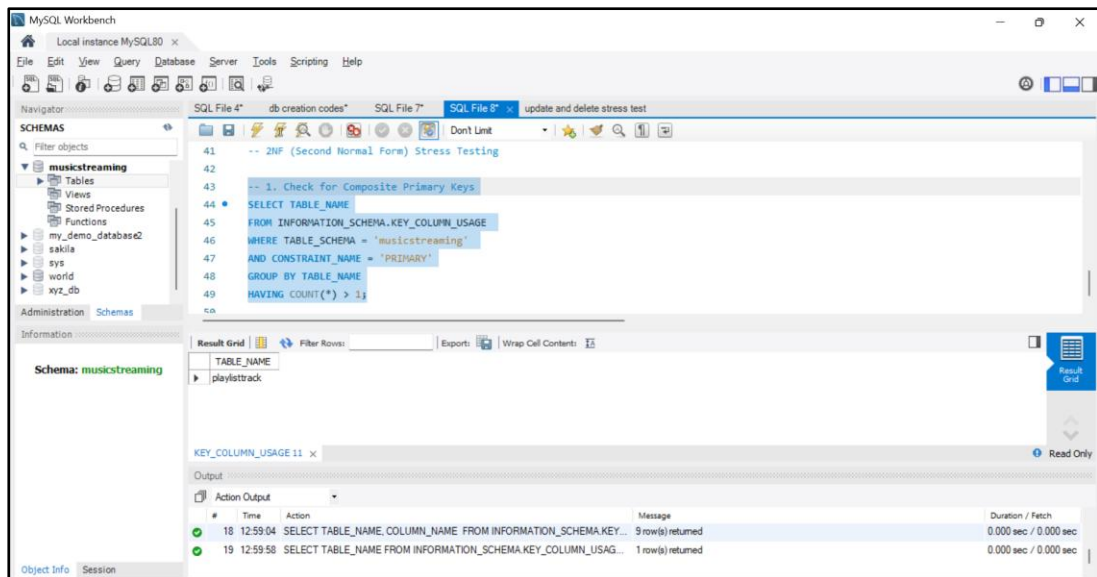 MySQL Workbench
Local instance MySQL80 ×
File Edit View Query Database Server Tools Scripting Help
Navigator
SQL File 4* db creation codes* SQL File 7* SQL File 8* × update and delete stress test
SCHEMAS
Don't Limit
Filter objects
musicstreaming
Tables
Views
Stored Procedures
Functions
my_demo_database2
sakila
sys
world
xyz_db
Administration Schemas
41 -- 2NF (Second Normal Form) Stress Testing
42
43 -- 1. Check for Composite Primary Keys
44 SELECT TABLE_NAME
45 FROM INFORMATION_SCHEMA.KEY_COLUMN_USAGE
46 WHERE TABLE_SCHEMA = 'musicstreaming'
47 AND CONSTRAINT_NAME = 'PRIMARY'
48 GROUP BY TABLE_NAME
49 HAVING COUNT(*) > 1;
50
Information
Schema: musicstreaming
Result Grid Filter Rows: Export: Wrap Cell Content:
TABLE_NAME
playlisttrack
Result
Grid
KEY_COLUMN_USAGE 11 ×
Read Only
Output
Action Output
# Time Action Message Duration / Fetch
18 12:59:04 SELECT TABLE_NAME, COLUMN_NAME FROM INFORMATION_SCHEMA.KEY... 9 row(s) returned 0.000 sec / 0.000 sec
19 12:59:58 SELECT TABLE_NAME FROM INFORMATION_SCHEMA.KEY_COLUMN_USAG... 1 row(s) returned 0.000 sec / 0.000 sec
Object Info Session